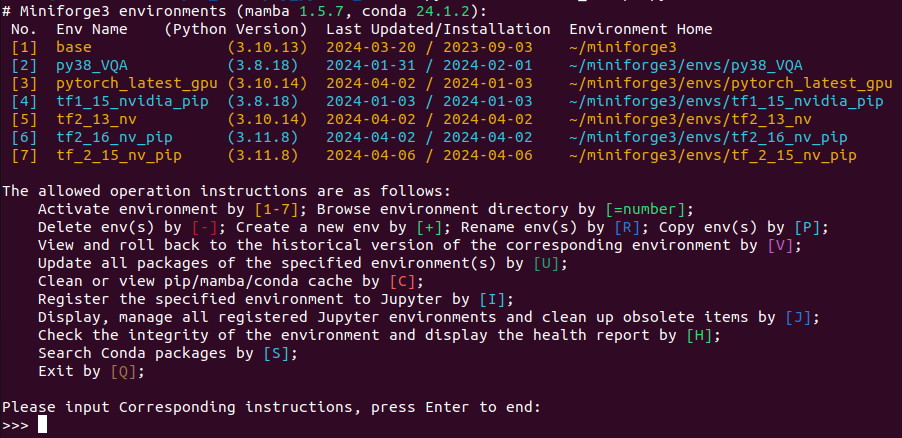 # Miniforge3 environments (mamba 1.5.7, conda 24.1.2):
No. Env Name (Python Version) Last Updated/Installation Environment Home
[1] base (3.10.13) 2024-03-20 / 2023-09-03 ~/miniforge3
[2] py38_VQA (3.8.18) 2024-01-31 / 2024-02-01 ~/miniforge3/envs/py38_VQA
[3] pytorch_latest_gpu (3.10.14) 2024-04-02 / 2024-01-03 ~/miniforge3/envs/pytorch_latest_gpu
[4] tf1_15_nvidia_pip (3.8.18) 2024-01-03 / 2024-01-03 ~/miniforge3/envs/tf1_15_nvidia_pip
[5] tf2_13_nv (3.10.14) 2024-04-02 / 2024-04-02 ~/miniforge3/envs/tf2_13_nv
[6] tf2_16_nv_pip (3.11.8) 2024-04-02 / 2024-04-02 ~/miniforge3/envs/tf2_16_nv_pip
[7] tf_2_15_nv_pip (3.11.8) 2024-04-06 / 2024-04-06 ~/miniforge3/envs/tf_2_15_nv_pip
The allowed operation instructions are as follows:
Activate environment by [1-7]; Browse environment directory by [=number];
Delete env(s) by [-]; Create a new env by [+]; Rename env(s) by [R]; Copy env(s) by [P];
View and roll back to the historical version of the corresponding environment by [V];
Update all packages of the specified environment(s) by [U];
Clean or view pip/mamba/conda cache by [C];
Register the specified environment to Jupyter by [I];
Display, manage all registered Jupyter environments and clean up obsolete items by [J];
Check the integrity of the environment and display the health report by [H];
Search Conda packages by [S];
Exit by [Q];
Please input Corresponding instructions, press Enter to end:
>>>